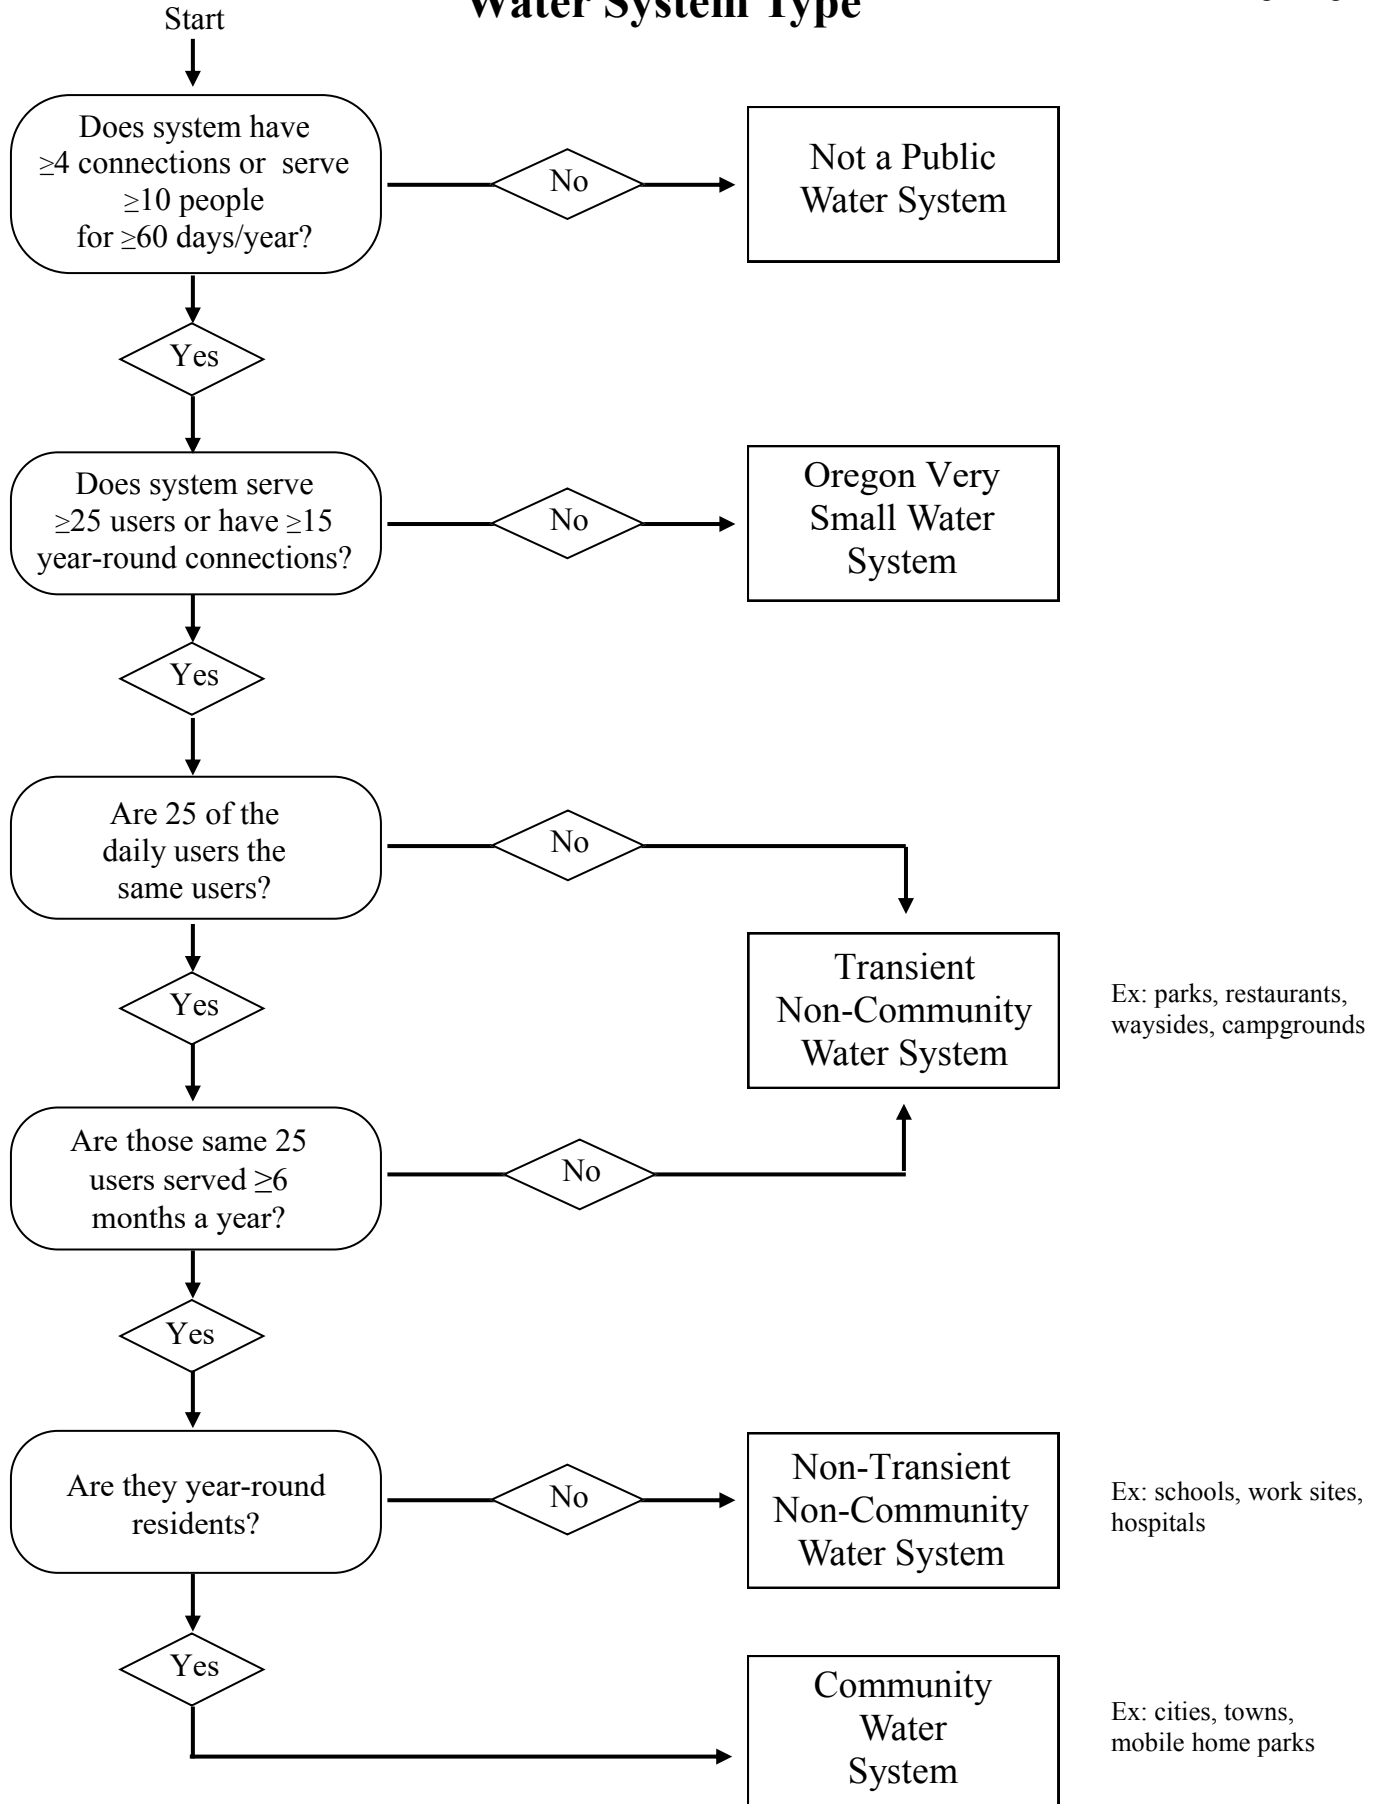 Water System Type
Start
Does system have
≥4 connections or serve
≥10 people
for ≥60 days/year?
No
Not a Public
Water System
Yes
Does system serve
≥25 users or have ≥15
year-round connections?
No
Oregon Very
Small Water
System
Yes
Are 25 of the
daily users the
same users?
No
Transient
Non-Community
Water System
Ex: parks, restaurants,
waysides, campgrounds
Yes
Are those same 25
users served ≥6
months a year?
No
Yes
Are they year-round
residents?
No
Non-Transient
Non-Community
Water System
Ex: schools, work sites,
hospitals
Yes
Community
Water
System
Ex: cities, towns,
mobile home parks